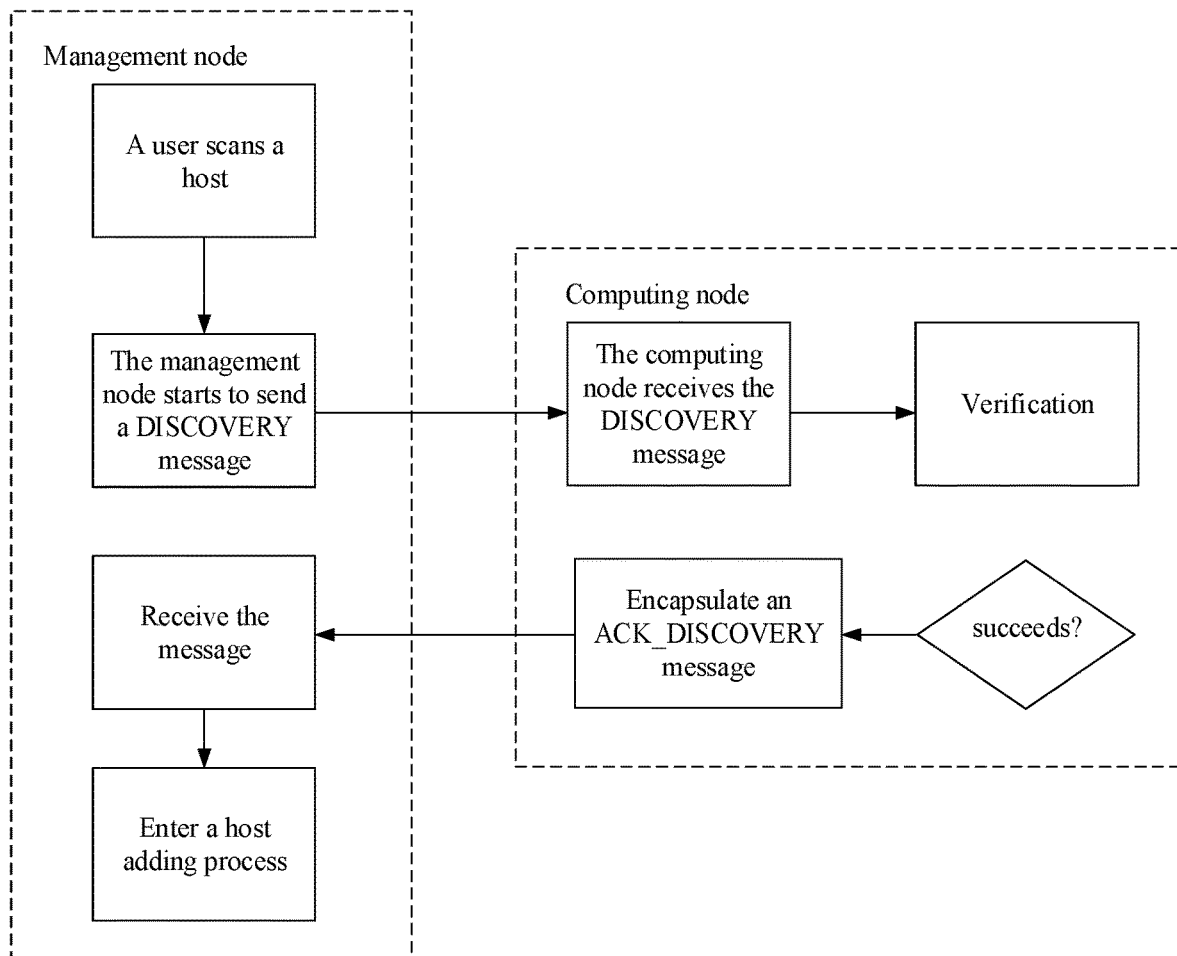 Management node
A user scans a
host
The management
node starts to send
a DISCOVERY
message
Computing node
The computing
node receives the
DISCOVERY
message
Verification
succeeds?
Encapsulate an
ACK_DISCOVERY
message
Receive the
message
Enter a host
adding process